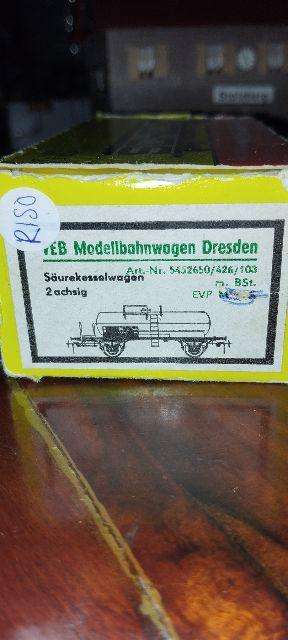 R150
VEB Modellbahnwagen Dresden
Art.-Nr. 5452650/426/103
Säurekesselwagen
m. BSt.
2achsig
EVP M